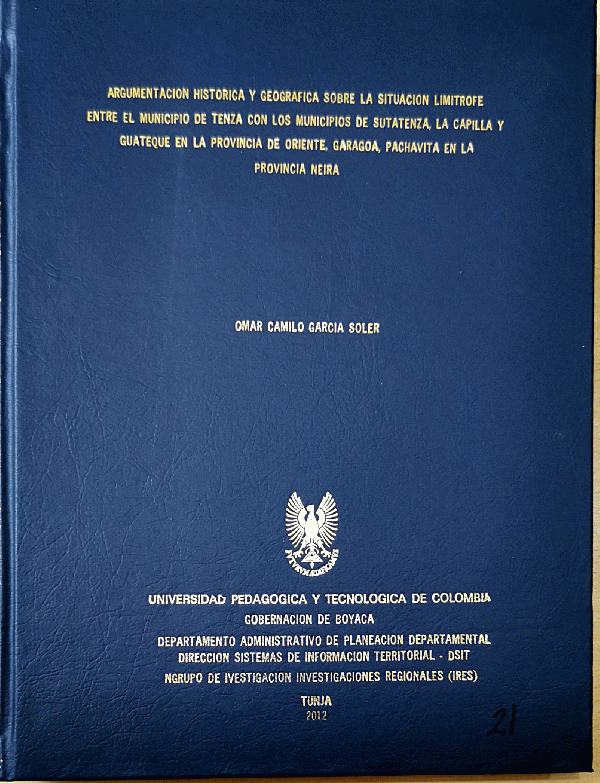 ARGUMENTACION HISTORICA Y GEOGRAFICA SOBRE LA SITUACION LIMITROFE
ENTRE EL MUNICIPIO DE TENZA CON LOS MUNICIPIOS DE SUTATENZA, LA CAPILLA Y
GUATEQUE EN LA PROVINCIA DE ORIENTE, GARAGOA, PACHAVITA EN LA
PROVINCIA NEIRA
OMAR CAMILO GARCIA SOLER
UNIVERSIDAD PEDAGOGICA Y TECNOLOGICA DE COLOMBIA
GOBERNACION DE BOYACA
DEPARTAMENTO ADMINISTRATIVO DE PLANEACION DEPARTAMENTAL
DIRECCION SISTEMAS DE INFORMACION TERRITORIAL - DSIT
NGRUPO DE IVESTIGACION INVESTIGACIONES REGIONALES (IRES)
TUNJA
2012
21